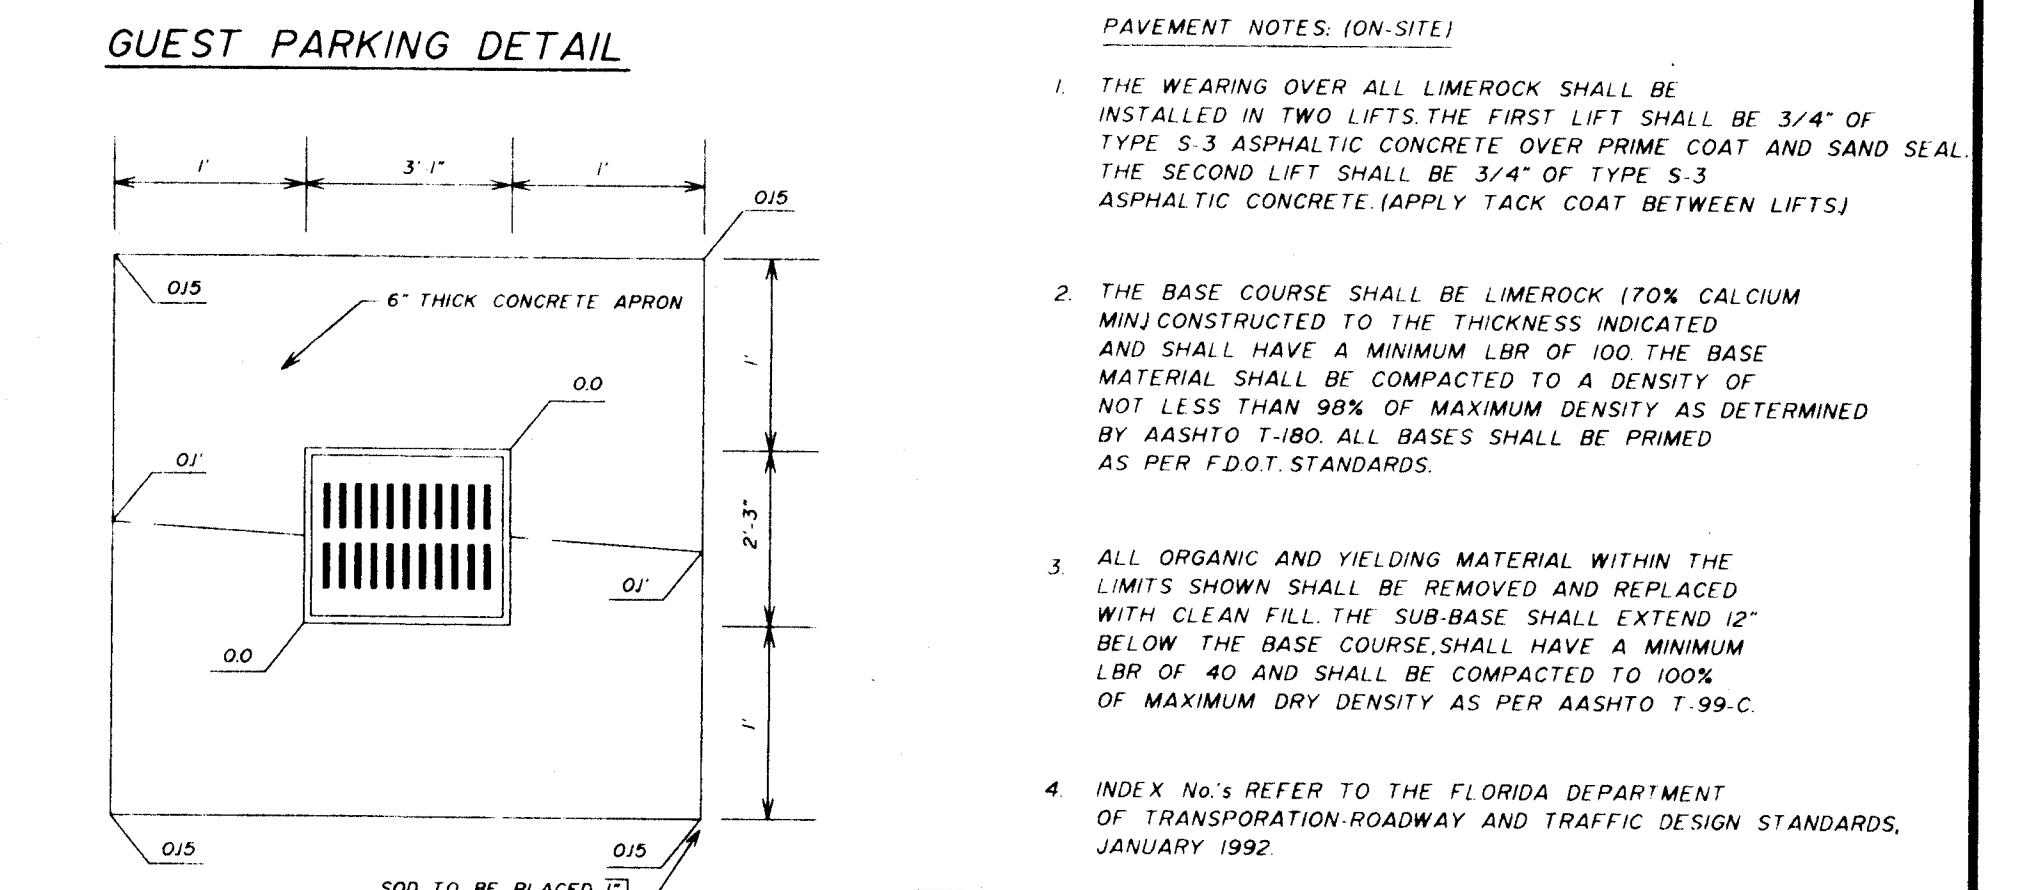 GUEST PARKING DETAIL
1'
3' 1"
1'
0.15
0.15
6" THICK CONCRETE APRON
1'
0.0
0.1'
2'-3"
0.1'
0.0
1'
0.15
0.15
SOD TO BE PLACED 1"
PAVEMENT NOTES: (ON-SITE)
1. THE WEARING OVER ALL LIMEROCK SHALL BE
INSTALLED IN TWO LIFTS. THE FIRST LIFT SHALL BE 3/4" OF
TYPE S-3 ASPHALTIC CONCRETE OVER PRIME COAT AND SAND SEAL.
THE SECOND LIFT SHALL BE 3/4" OF TYPE S-3
ASPHALTIC CONCRETE. (APPLY TACK COAT BETWEEN LIFTS.)
2. THE BASE COURSE SHALL BE LIMEROCK (70% CALCIUM
MIN.) CONSTRUCTED TO THE THICKNESS INDICATED
AND SHALL HAVE A MINIMUM LBR OF 100. THE BASE
MATERIAL SHALL BE COMPACTED TO A DENSITY OF
NOT LESS THAN 98% OF MAXIMUM DENSITY AS DETERMINED
BY AASHTO T-180. ALL BASES SHALL BE PRIMED
AS PER F.D.O.T. STANDARDS.
3. ALL ORGANIC AND YIELDING MATERIAL WITHIN THE
LIMITS SHOWN SHALL BE REMOVED AND REPLACED
WITH CLEAN FILL. THE SUB-BASE SHALL EXTEND 12"
BELOW THE BASE COURSE, SHALL HAVE A MINIMUM
LBR OF 40 AND SHALL BE COMPACTED TO 100%
OF MAXIMUM DRY DENSITY AS PER AASHTO T-99-C.
4. INDEX No.'s REFER TO THE FLORIDA DEPARTMENT
OF TRANSPORATION-ROADWAY AND TRAFFIC DESIGN STANDARDS,
JANUARY 1992.